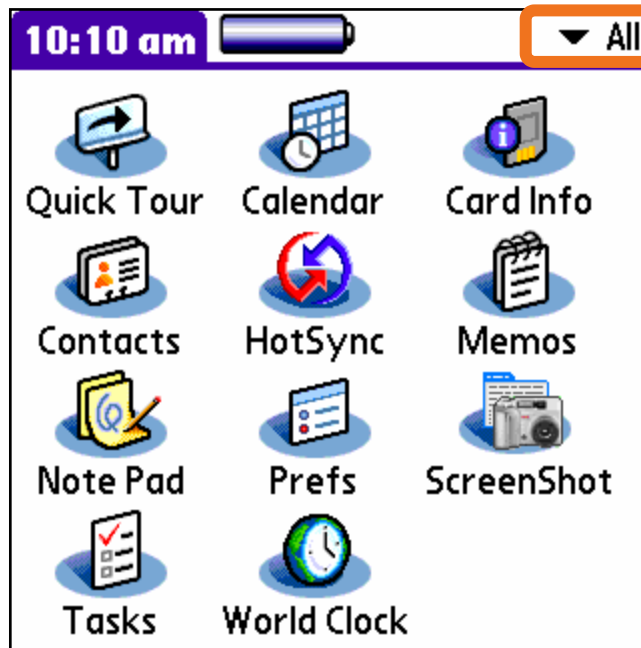 10:10 am All
Quick Tour Calendar Card Info
Contacts HotSync Memos
Note Pad Prefs ScreenShot
Tasks World Clock